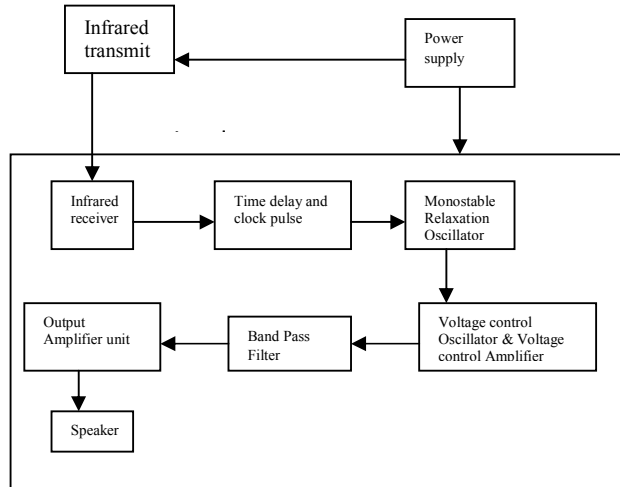 Infrared
transmit
Power
supply
Infrared
receiver
Time delay and
clock pulse
Monostable
Relaxation
Oscillator
Output
Amplifier unit
Band Pass
Filter
Voltage control
Oscillator & Voltage
control Amplifier
Speaker